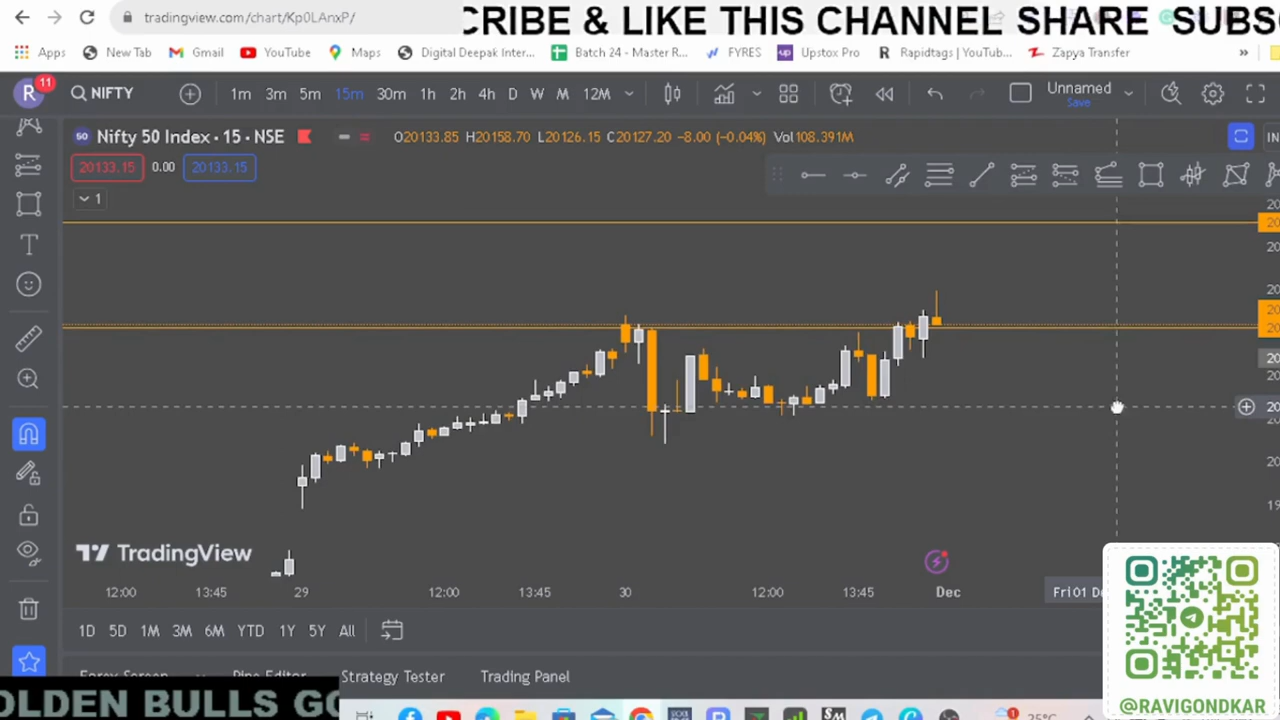 tradingview.com/chart/Kp0LAnxP/
CRIBE & LIKE THIS CHANNEL SHARE SUBS
Apps New Tab Gmail YouTube Maps Digital Deepak Inter... Batch 24 - Master R... FYRES Upstox Pro Rapidtags | YouTub... Zapya Transfer »
R 11 NIFTY 1m 3m 5m 15m 30m 1h 2h 4h D W M 12M Unnamed
Save
Nifty 50 Index · 15 · NSE O20133.85 H20158.70 L20126.15 C20127.20 −8.00 (−0.04%) Vol108.391M
20133.15 0.00 20133.15
1
TradingView
12:00 13:45 29 12:00 13:45 30 12:00 13:45 Dec Fri 01
1D 5D 1M 3M 6M YTD 1Y 5Y All
Strategy Tester Trading Panel
OLDEN BULLS GO
25°C
@RAVIGONDKAR